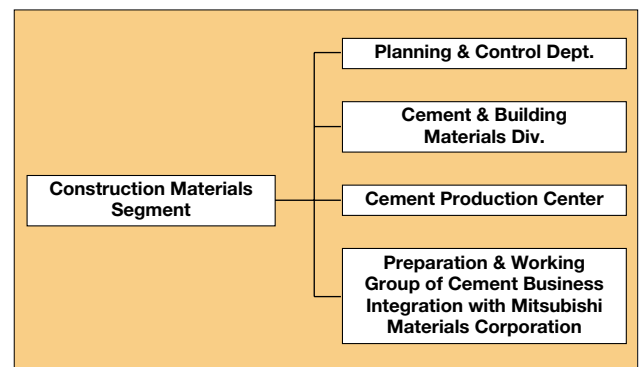 Construction Materials
Segment
Planning & Control Dept.
Cement & Building
Materials Div.
Cement Production Center
Preparation & Working
Group of Cement Business
Integration with Mitsubishi
Materials Corporation